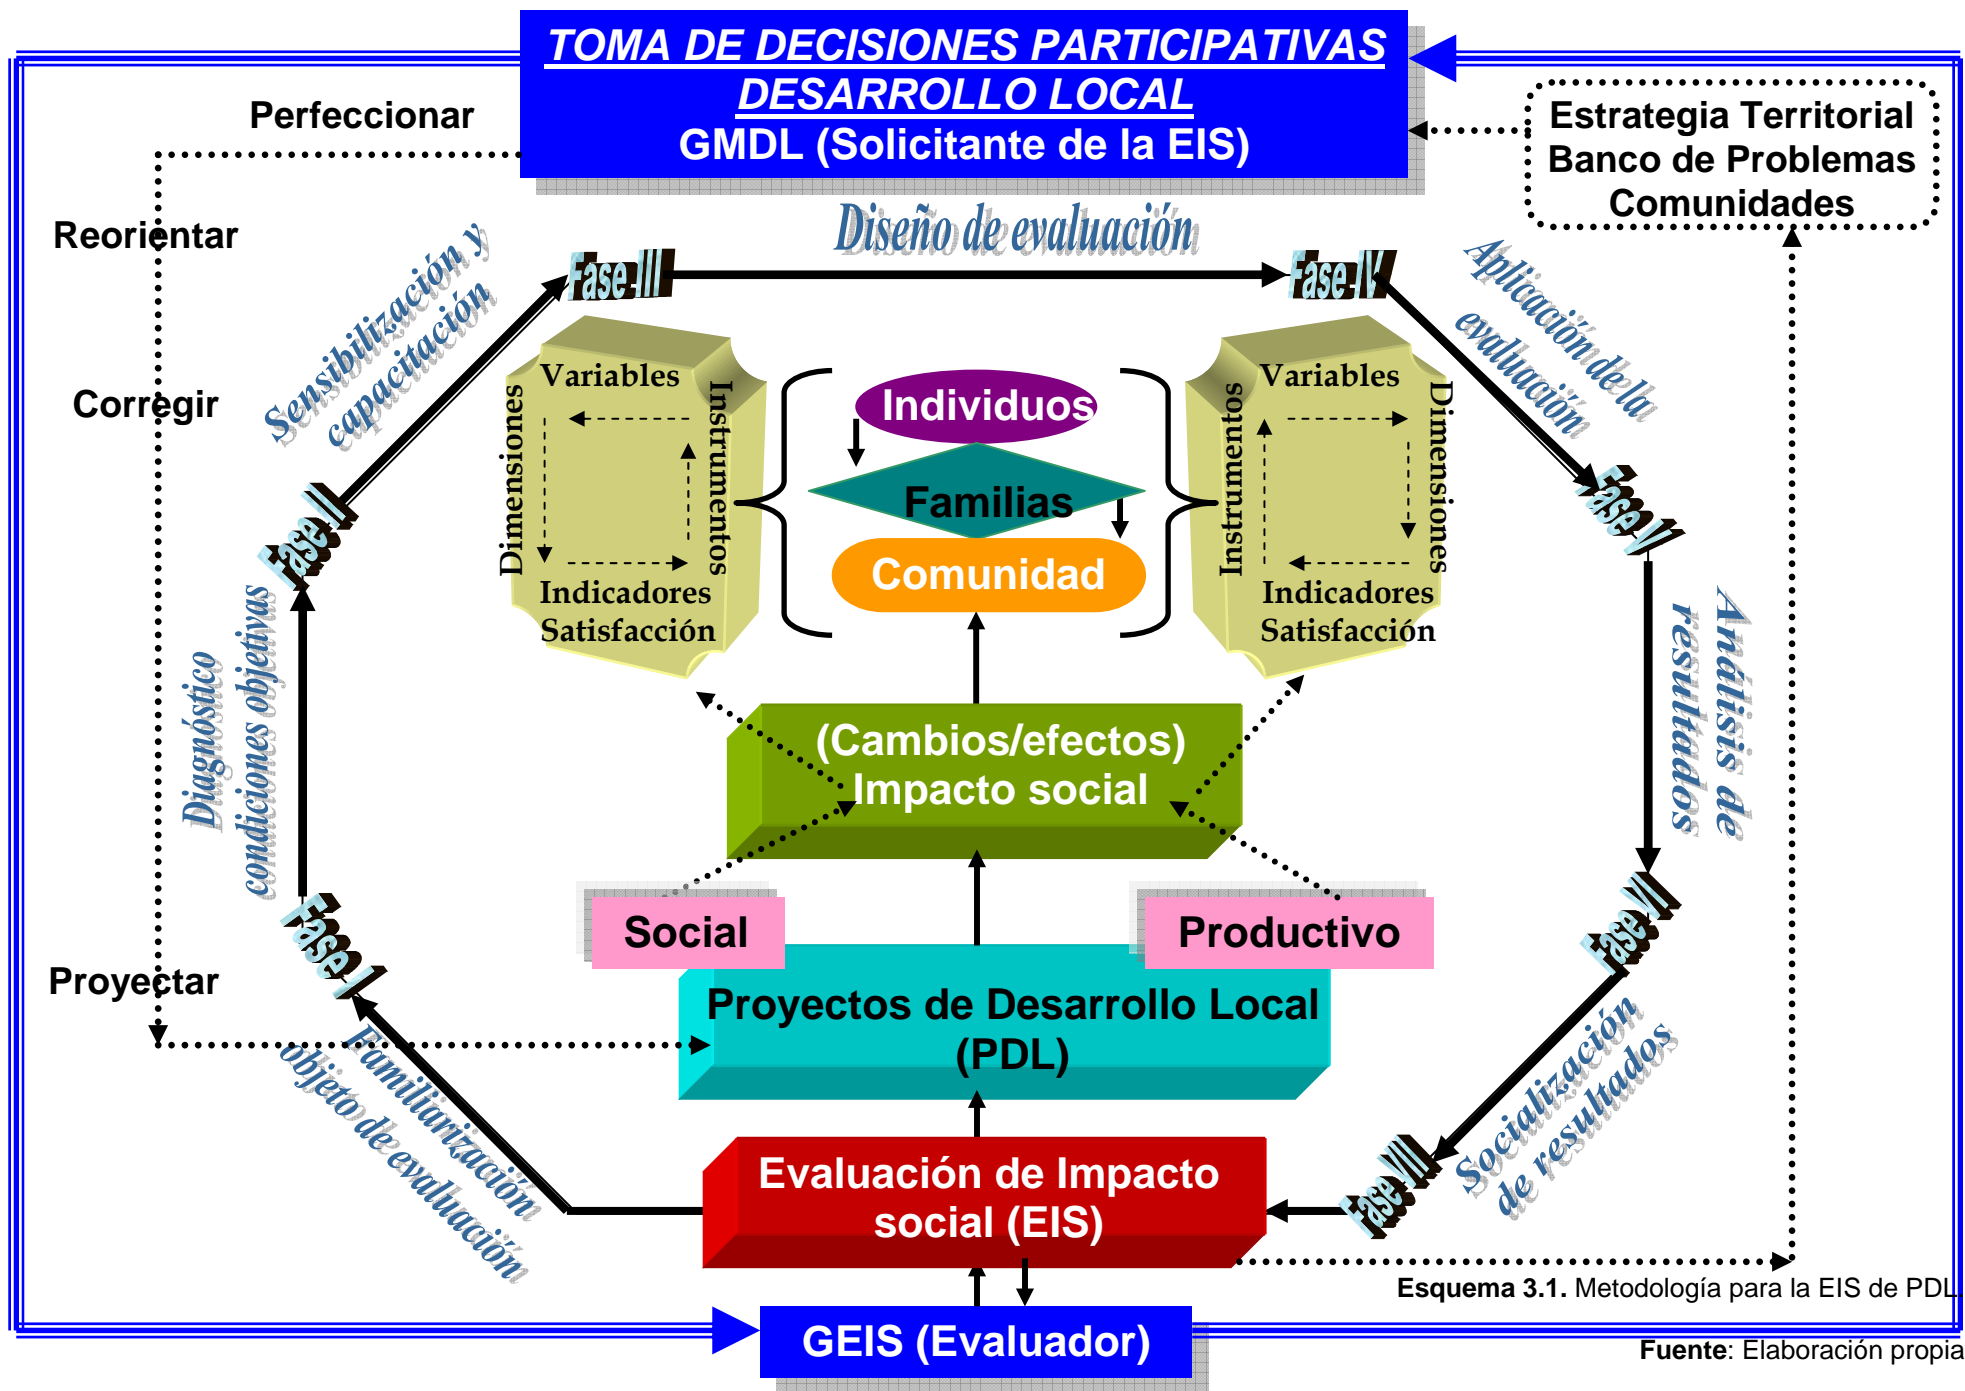 TOMA DE DECISIONES PARTICIPATIVAS
DESARROLLO LOCAL
GMDL (Solicitante de la EIS)
Estrategia Territorial
Banco de Problemas
Comunidades
Perfeccionar
Reorientar
Corregir
Proyectar
Diseño de evaluación
Fase-III
Fase-IV
Sensibilización y
capacitación
Aplicación de la
evaluación
Variables
Dimensiones
Instrumentos
Indicadores
Satisfacción
Individuos
Familias
Comunidad
Variables
Instrumentos
Dimensiones
Indicadores
Satisfacción
Fase-II
Fase-V
Diagnóstico
condiciones objetivas
Análisis de
resultados
(Cambios/efectos)
Impacto social
Social
Productivo
Fase-I
Fase-VI
Proyectos de Desarrollo Local
(PDL)
Familiarización
objeto de evaluación
Socialización
de resultados
Evaluación de Impacto
social (EIS)
Fase-VII
Esquema 3.1. Metodología para la EIS de PDL.
GEIS (Evaluador)
Fuente: Elaboración propia